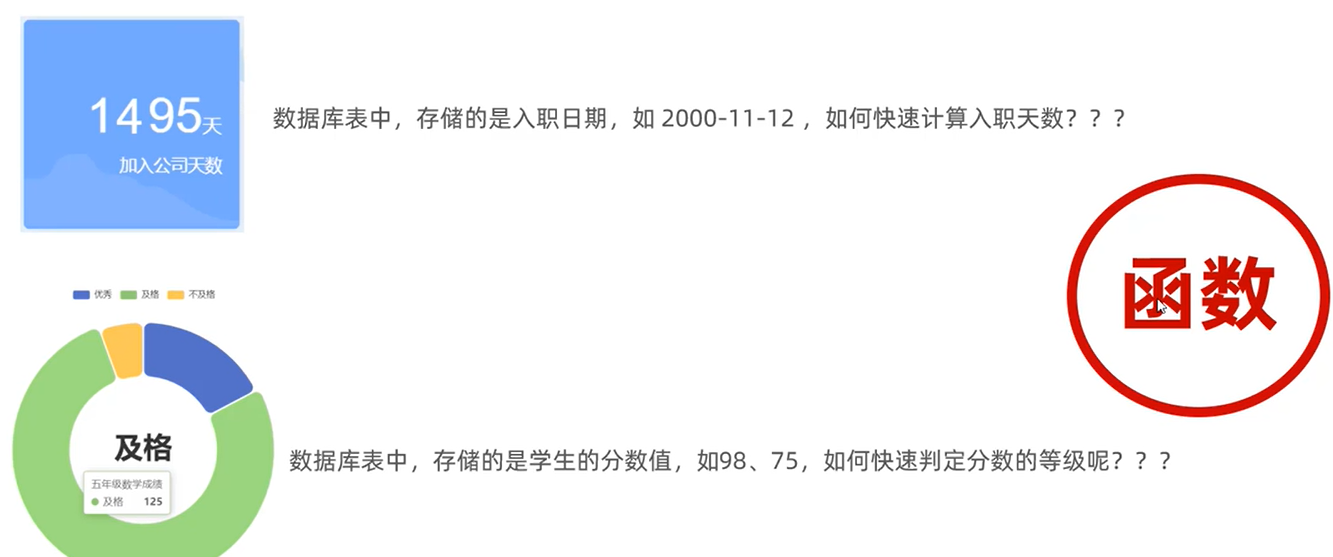 1495天
加入公司天数
数据库表中，存储的是入职日期，如 2000-11-12 ，如何快速计算入职天数？？？
函数
优秀 及格 不及格
及格
五年级数学成绩
及格 125
数据库表中，存储的是学生的分数值，如98、75，如何快速判定分数的等级呢？？？